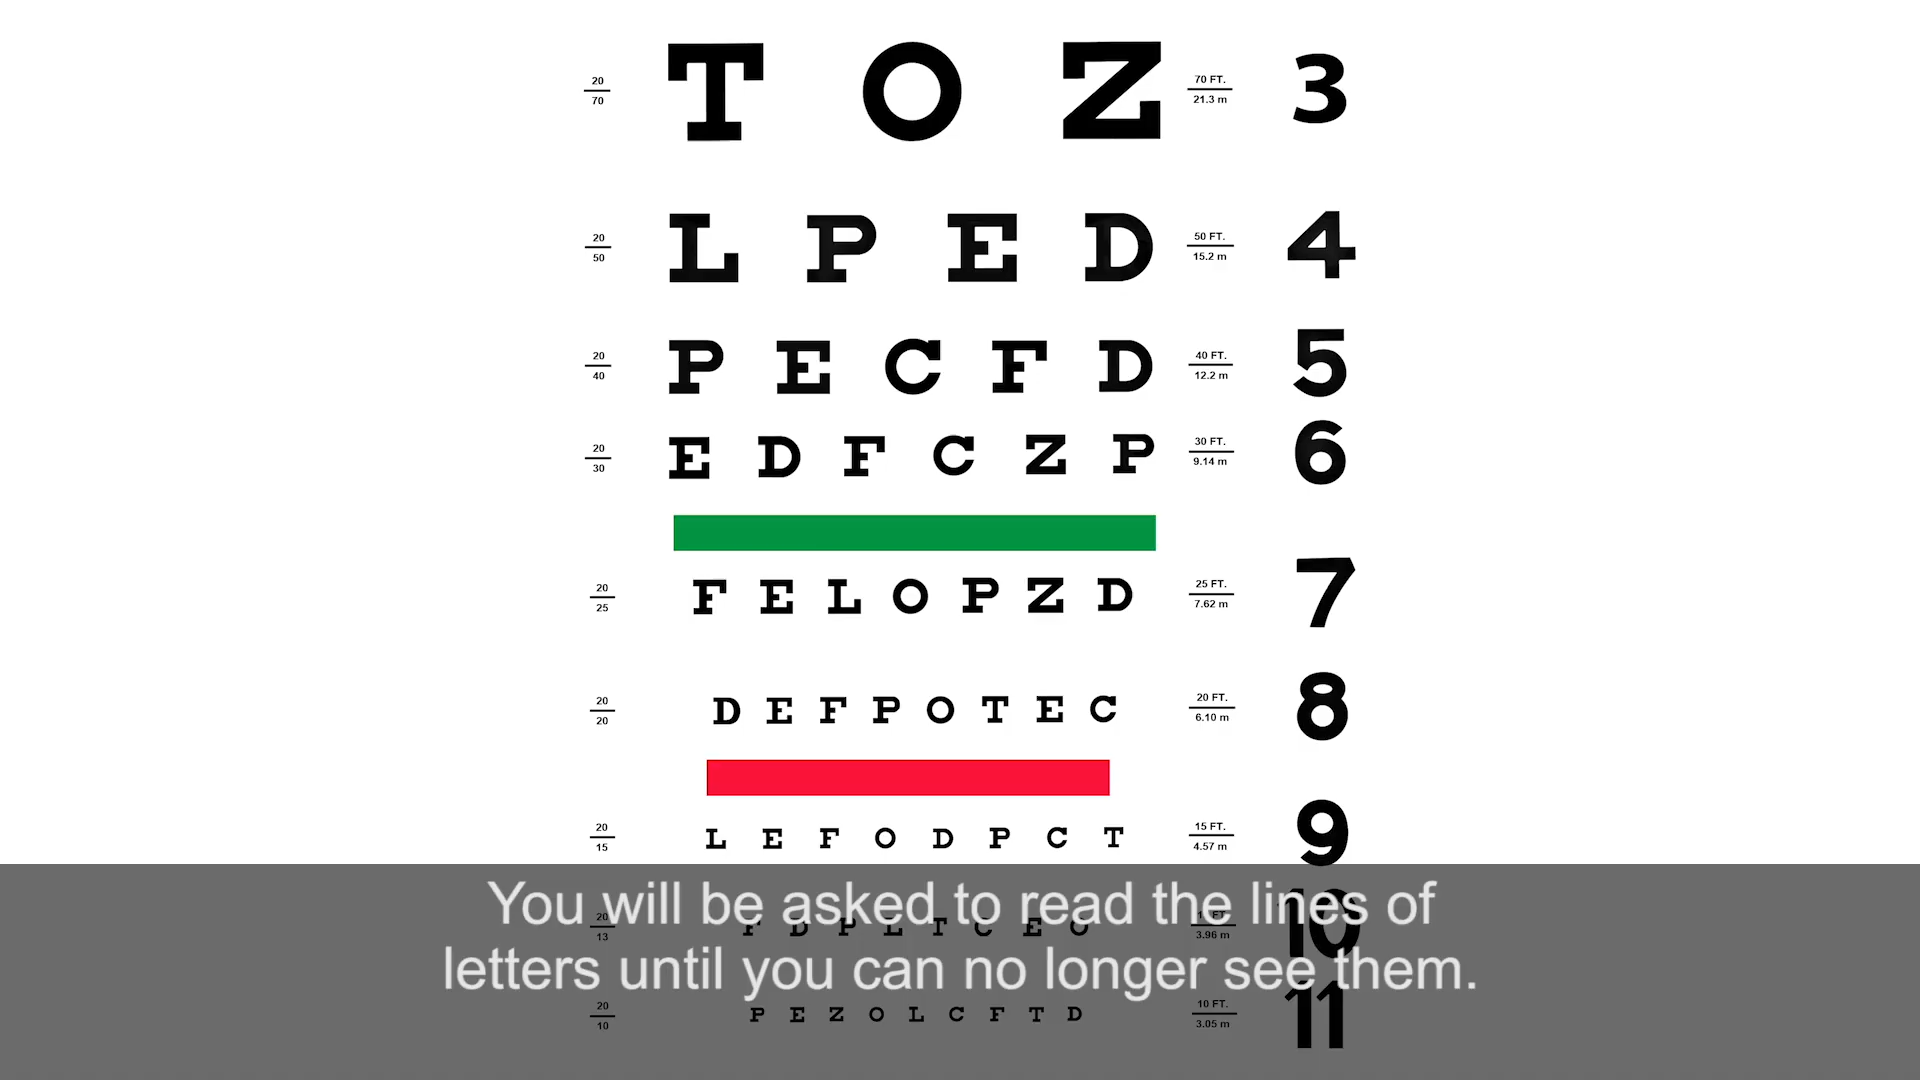 20/70 T O Z 70 FT./21.3 m 3
20/50 L P E D 50 FT./15.2 m 4
20/40 P E C F D 40 FT./12.2 m 5
20/30 E D F C Z P 30 FT./9.14 m 6
20/25 F E L O P Z D 25 FT./7.62 m 7
20/20 D E F P O T E C 20 FT./6.10 m 8
20/15 L E F O D P C T 15 FT./4.57 m 9
You will be asked to read the lines of
20/13 F D P L T C E O FT./3.96 m 10
letters until you can no longer see them.
20/10 P E Z O L C F T D 10 FT./3.05 m 11